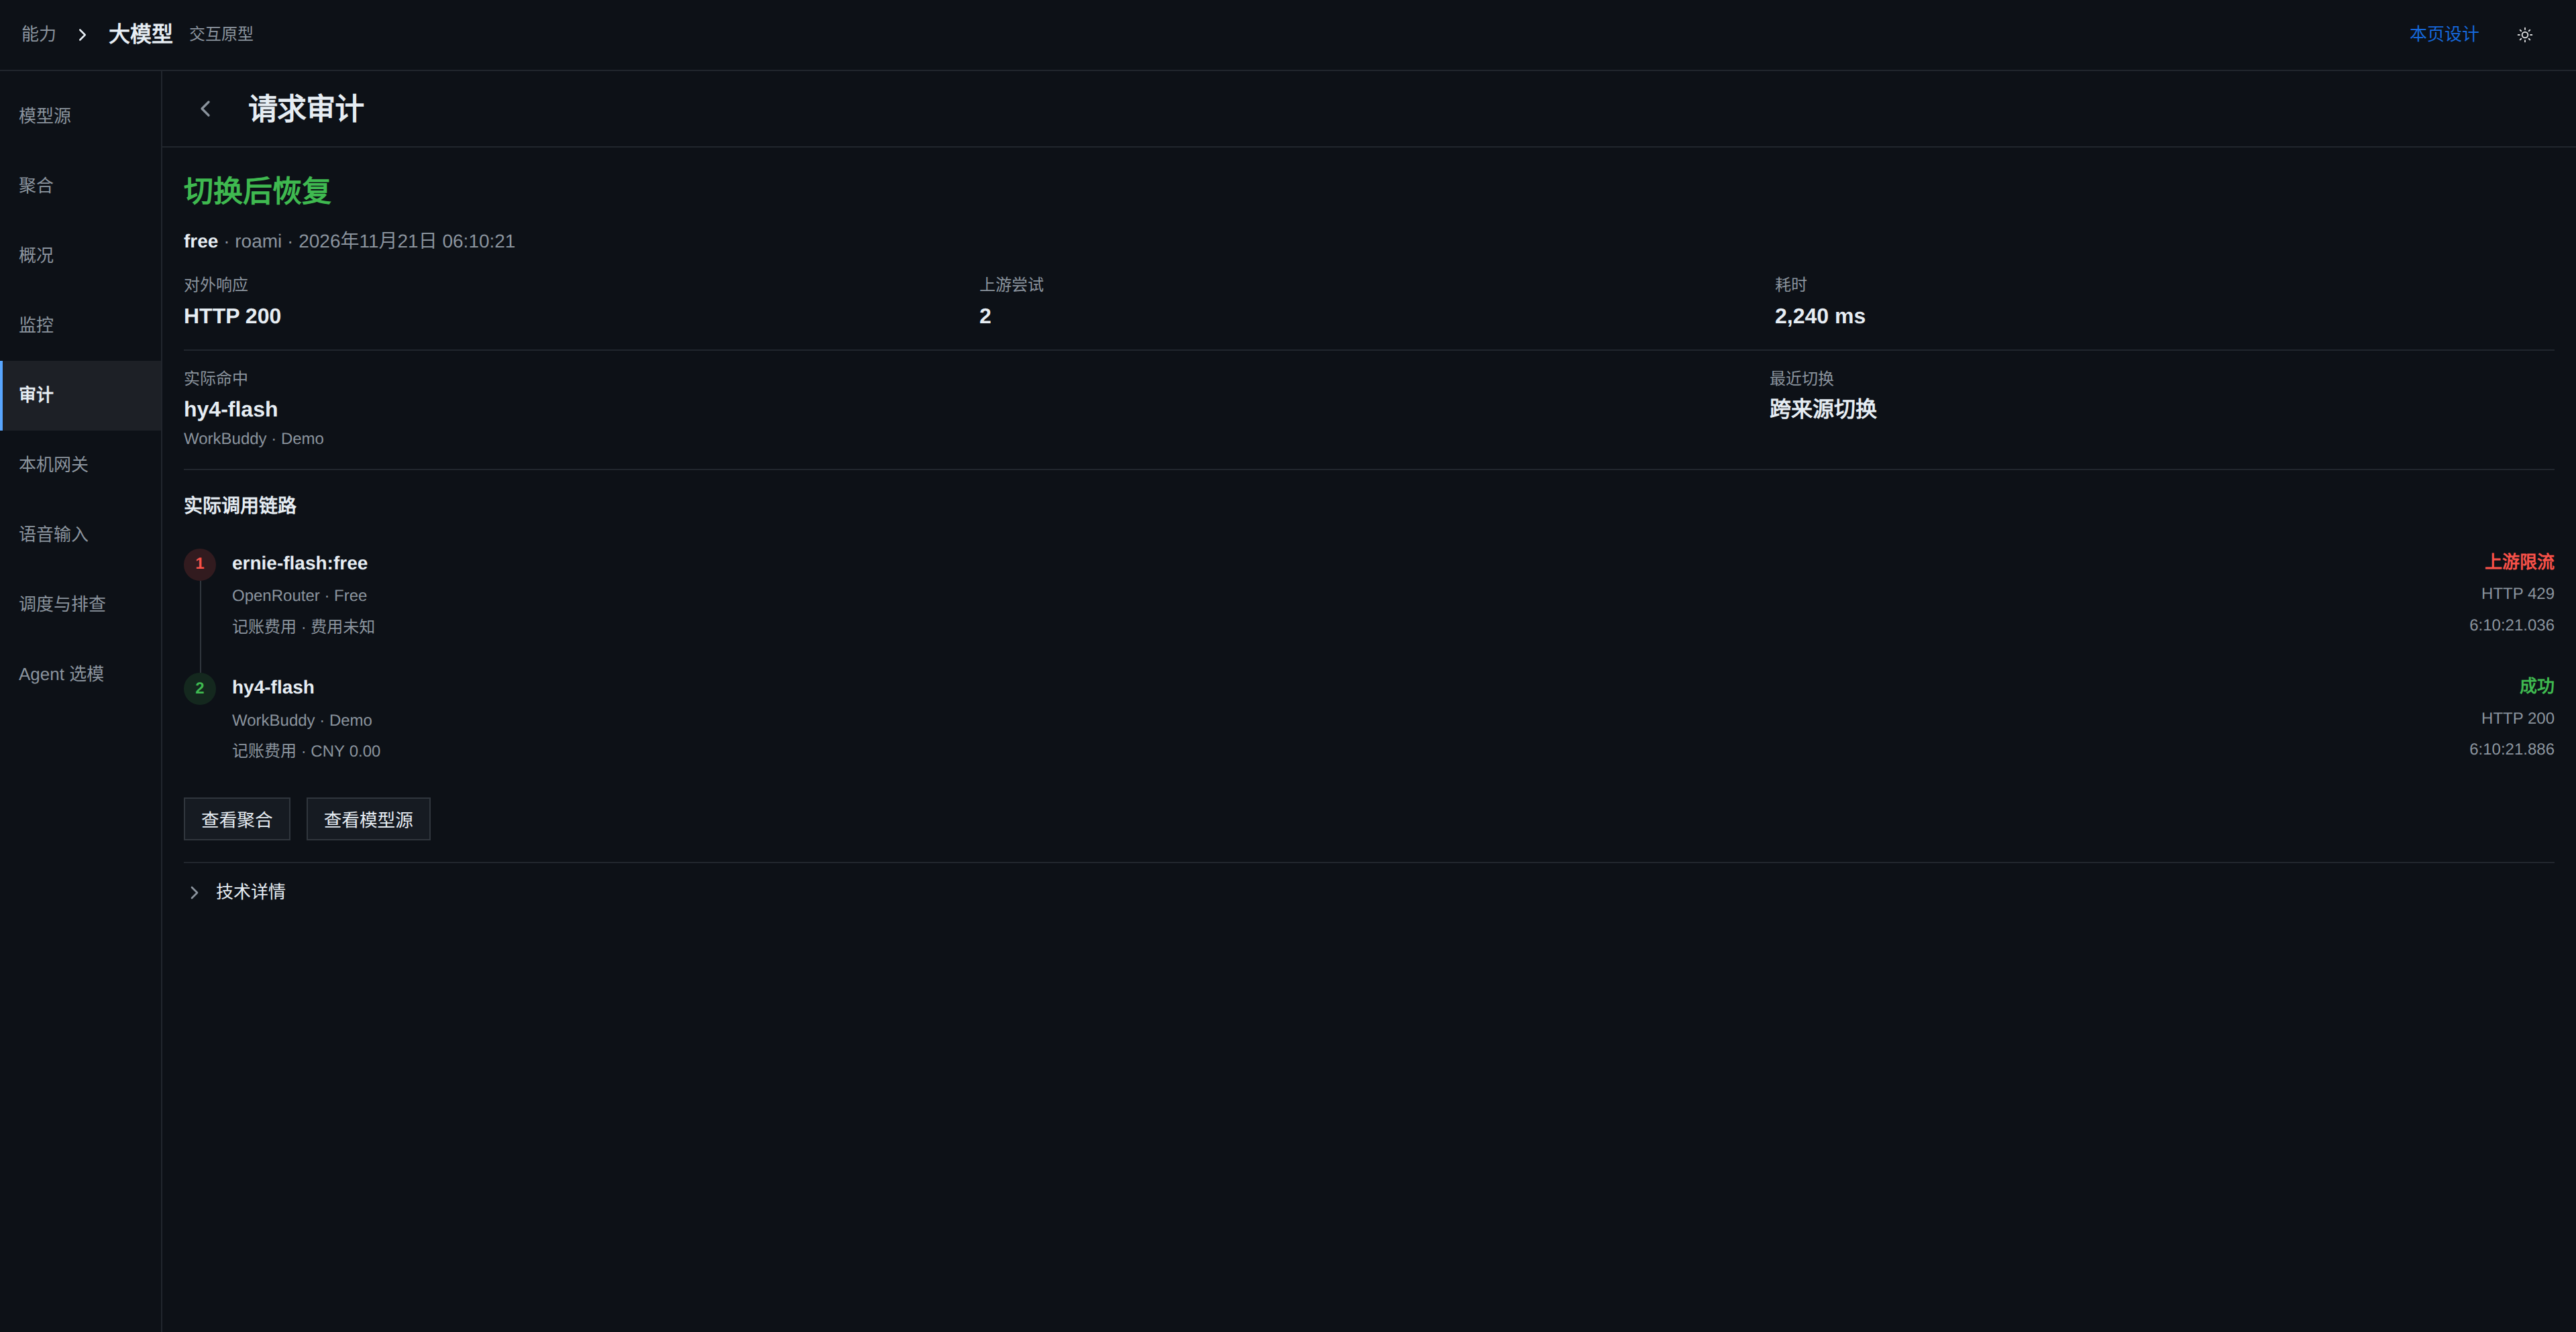 能力 大模型 交互原型 本页设计
模型源
聚合
概况
监控
审计
本机网关
语音输入
调度与排查
Agent 选模
请求审计
切换后恢复
free · roami · 2026年11月21日 06:10:21
对外响应 上游尝试 耗时
HTTP 200 2 2,240 ms
实际命中 最近切换
hy4-flash 跨来源切换
WorkBuddy · Demo
实际调用链路
1 ernie-flash:free 上游限流
OpenRouter · Free HTTP 429
记账费用 · 费用未知 6:10:21.036
2 hy4-flash 成功
WorkBuddy · Demo HTTP 200
记账费用 · CNY 0.00 6:10:21.886
查看聚合 查看模型源
技术详情